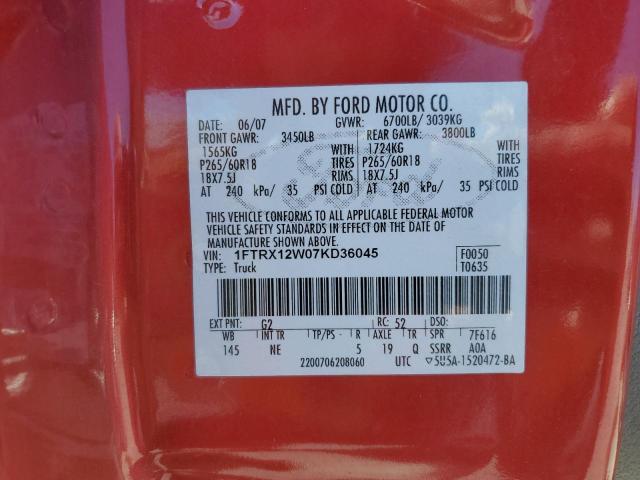 MFD. BY FORD MOTOR CO.
DATE: 06/07 GVWR: 6700LB/ 3039KG
FRONT GAWR: 3450LB REAR GAWR: 3800LB
1565KG 1724KG
P265/60R18 TIRES P265/60R18 TIRES
18X7.5J RIMS 18X7.5J RIMS
AT 240 kPa/ 35 PSI COLD AT 240 kPa/ 35 PSI COLD
Ford
THIS VEHICLE CONFORMS TO ALL APPLICABLE FEDERAL MOTOR
VEHICLE SAFETY STANDARDS IN EFFECT ON THE DATE OF
MANUFACTURE SHOWN ABOVE.
VIN: 1FTRX12W07KD36045 F0050
TYPE: Truck T0635
EXT PNT: G2 RC: 52 DSO:
WB INT TR TP/PS R AXLE TR SPR 7F616
145 NE 5 19 Q SSRR A0A
2200706208060 UTC 5U5A-1520472-BA